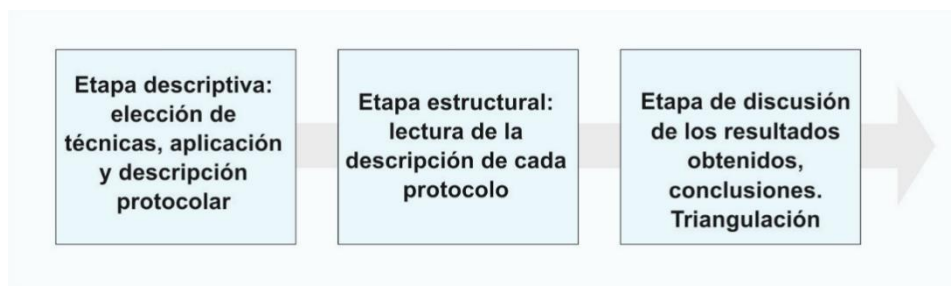 Etapa descriptiva:
elección de
técnicas, aplicación
y descripción
protocolar
Etapa estructural:
lectura de la
descripción de cada
protocolo
Etapa de discusión
de los resultados
obtenidos,
conclusiones.
Triangulación